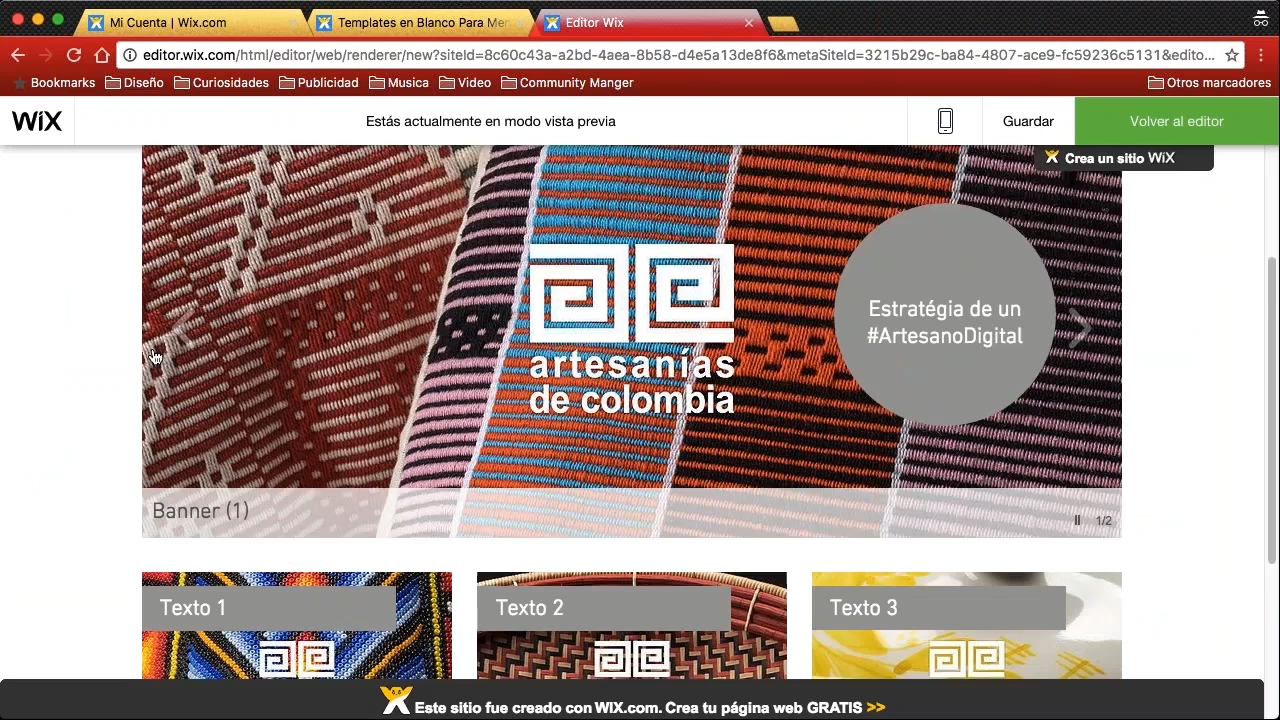 Mi Cuenta | Wix.com
Templates en Blanco Para Mer
Editor Wix
editor.wix.com/html/editor/web/renderer/new?siteId=8c60c43a-a2bd-4aea-8b58-d4e5a13de8f6&metaSiteId=3215b29c-ba84-4807-ace9-fc59236c5131&edito...
Bookmarks
Diseño
Curiosidades
Publicidad
Musica
Video
Community Manger
Otros marcadores
WiX
Estás actualmente en modo vista previa
Guardar
Volver al editor
Crea un sitio WiX
artesanías
de colombia
Estratégia de un
#ArtesanoDigital
Banner (1)
1/2
Texto 1
Texto 2
Texto 3
Este sitio fue creado con WIX.com. Crea tu página web GRATIS >>